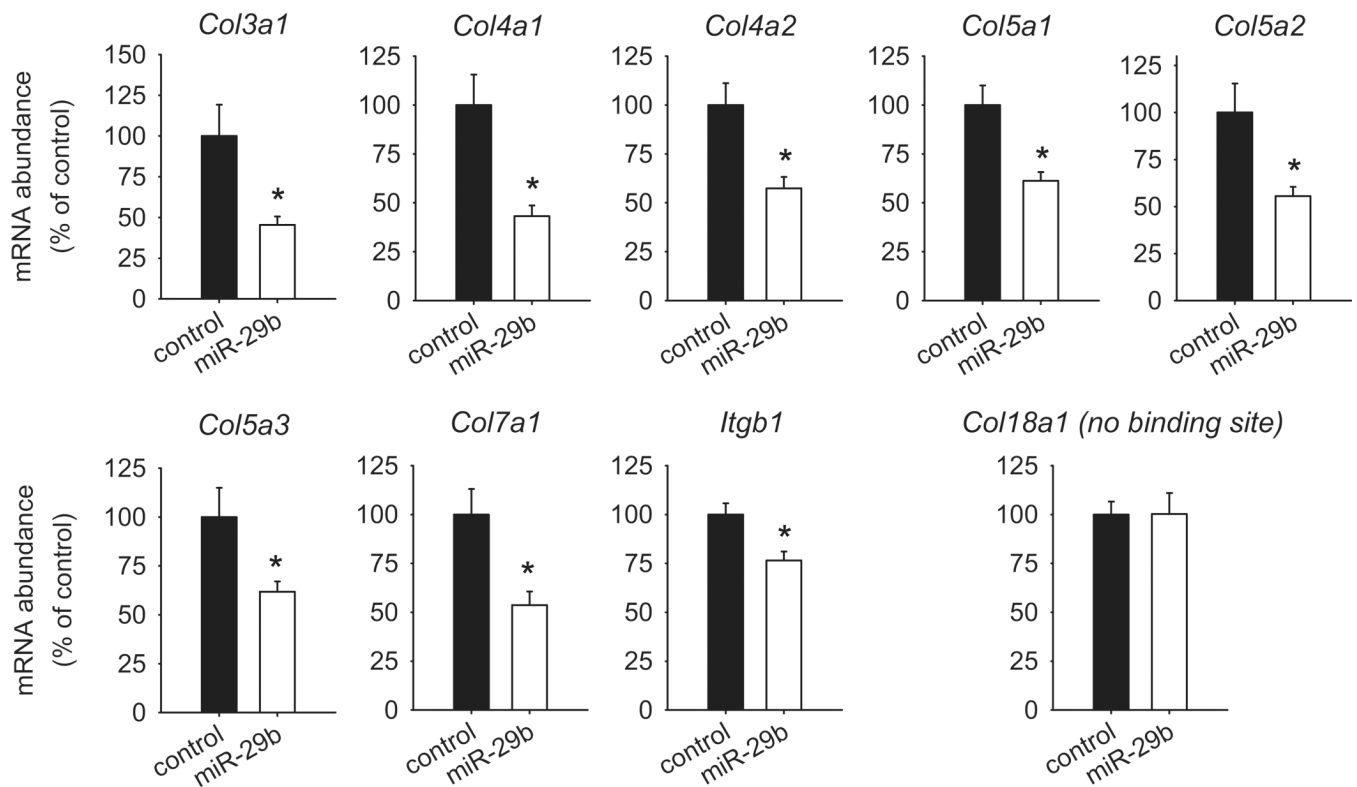 Col3a1
Col4a1
Col4a2
Col5a1
Col5a2
mRNA abundance
(% of control)
150
125
100
75
50
25
0
control
miR-29b
*
125
100
75
50
25
0
control
miR-29b
*
125
100
75
50
25
0
control
miR-29b
*
125
100
75
50
25
0
control
miR-29b
*
125
100
75
50
25
0
control
miR-29b
*
Col5a3
Col7a1
Itgb1
Col18a1 (no binding site)
mRNA abundance
(% of control)
125
100
75
50
25
0
control
miR-29b
*
125
100
75
50
25
0
control
miR-29b
*
125
100
75
50
25
0
control
miR-29b
*
125
100
75
50
25
0
control
miR-29b